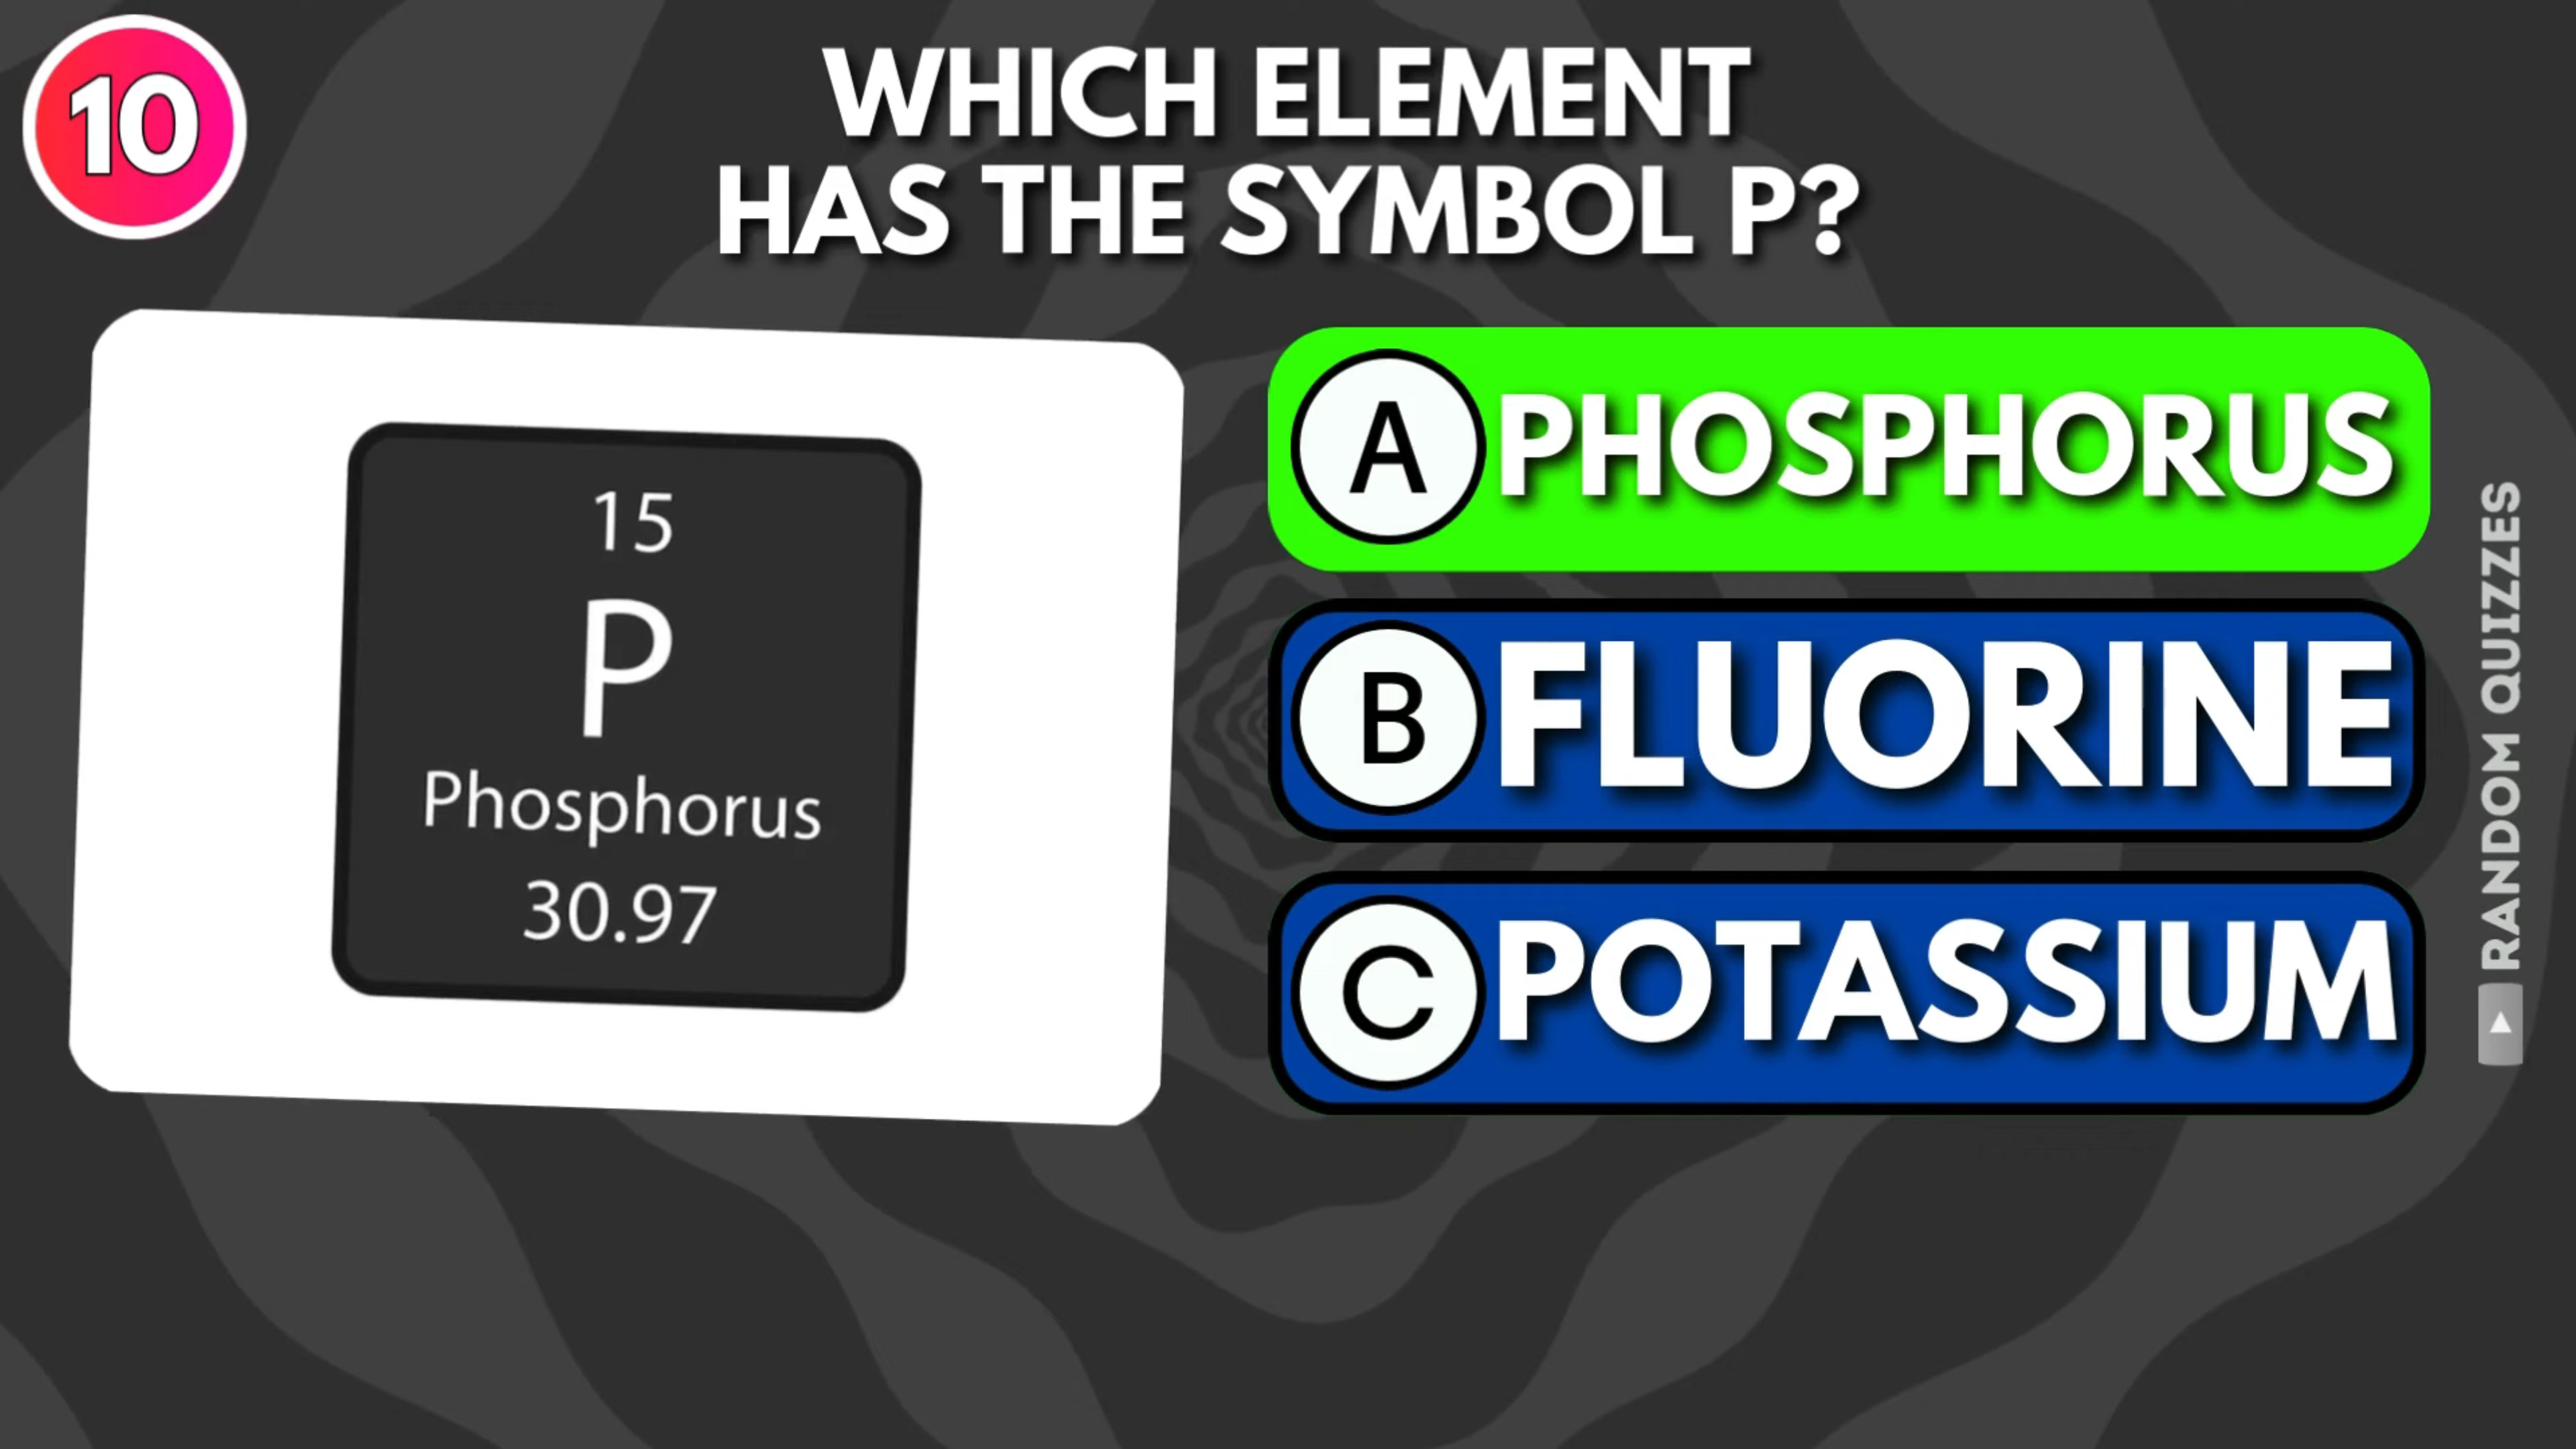 10
WHICH ELEMENT
HAS THE SYMBOL P?
15
P
Phosphorus
30.97
A PHOSPHORUS
B FLUORINE
C POTASSIUM
RANDOM QUIZZES